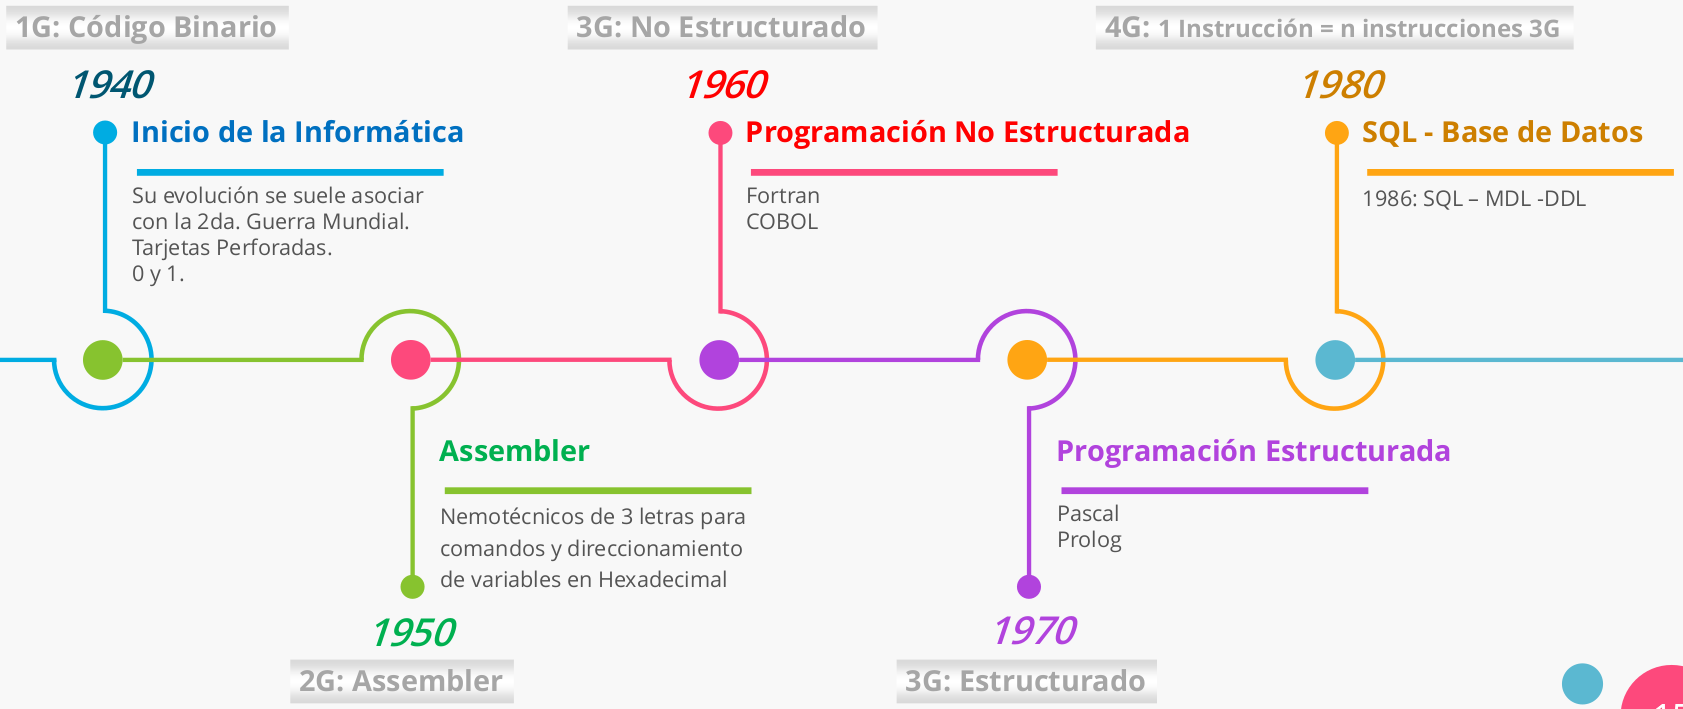 1G: Código Binario
1940
Inicio de la Informática
Su evolución se suele asociar
con la 2da. Guerra Mundial.
Tarjetas Perforadas.
0 y 1.
Assembler
Nemotécnicos de 3 letras para
comandos y direccionamiento
de variables en Hexadecimal
1950
2G: Assembler
3G: No Estructurado
1960
Programación No Estructurada
Fortran
COBOL
Programación Estructurada
Pascal
Prolog
1970
3G: Estructurado
4G: 1 Instrucción = n instrucciones 3G
1980
SQL - Base de Datos
1986: SQL – MDL -DDL